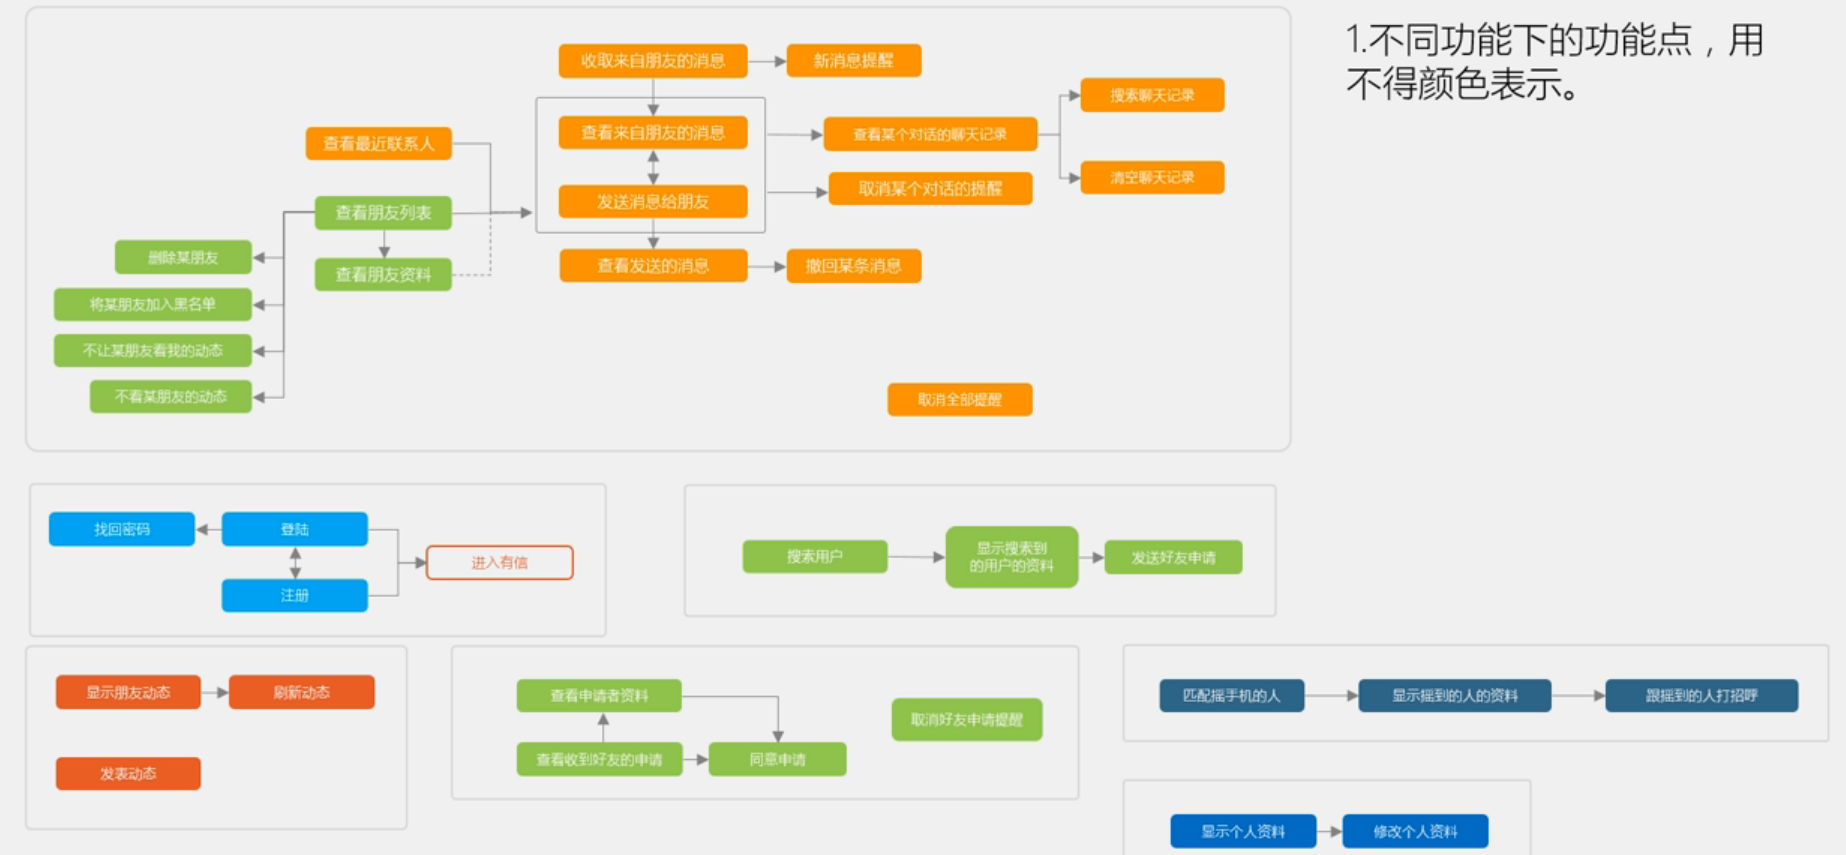 1.不同功能下的功能点，用
不得颜色表示。
收取来自朋友的消息
新消息提醒
搜索聊天记录
查看最近联系人
查看来自朋友的消息
查看某个对话的聊天记录
清空聊天记录
发送消息给朋友
取消某个对话的提醒
查看朋友列表
删除某朋友
查看朋友资料
查看发送的消息
撤回某条消息
将某朋友加入黑名单
不让某朋友看我的动态
不看某朋友的动态
取消全部提醒
找回密码
登陆
进入有信
注册
搜索用户
显示搜索到
的用户的资料
发送好友申请
显示朋友动态
刷新动态
发表动态
查看申请者资料
取消好友申请提醒
查看收到好友的申请
同意申请
匹配摇手机的人
显示摇到的人的资料
跟摇到的人打招呼
显示个人资料
修改个人资料